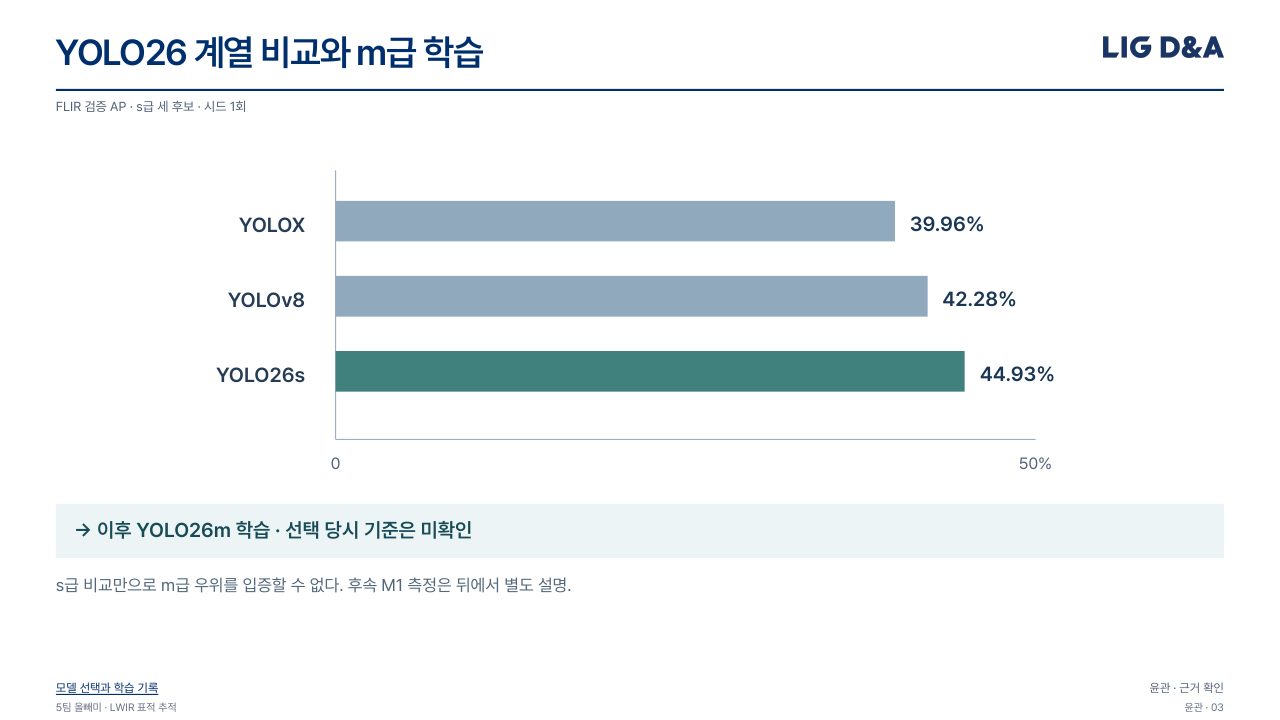 YOLO26 계열 비교와 m급 학습
LIG D&A
FLIR 검증 AP · s급 세 후보 · 시드 1회
YOLOX
39.96%
YOLOv8
42.28%
YOLO26s
44.93%
0
50%
→ 이후 YOLO26m 학습 · 선택 당시 기준은 미확인
s급 비교만으로 m급 우위를 입증할 수 없다. 후속 M1 측정은 뒤에서 별도 설명.
모델 선택과 학습 기록
윤관 · 근거 확인
5팀 올빼미 · LWIR 표적 추적
윤관 · 03